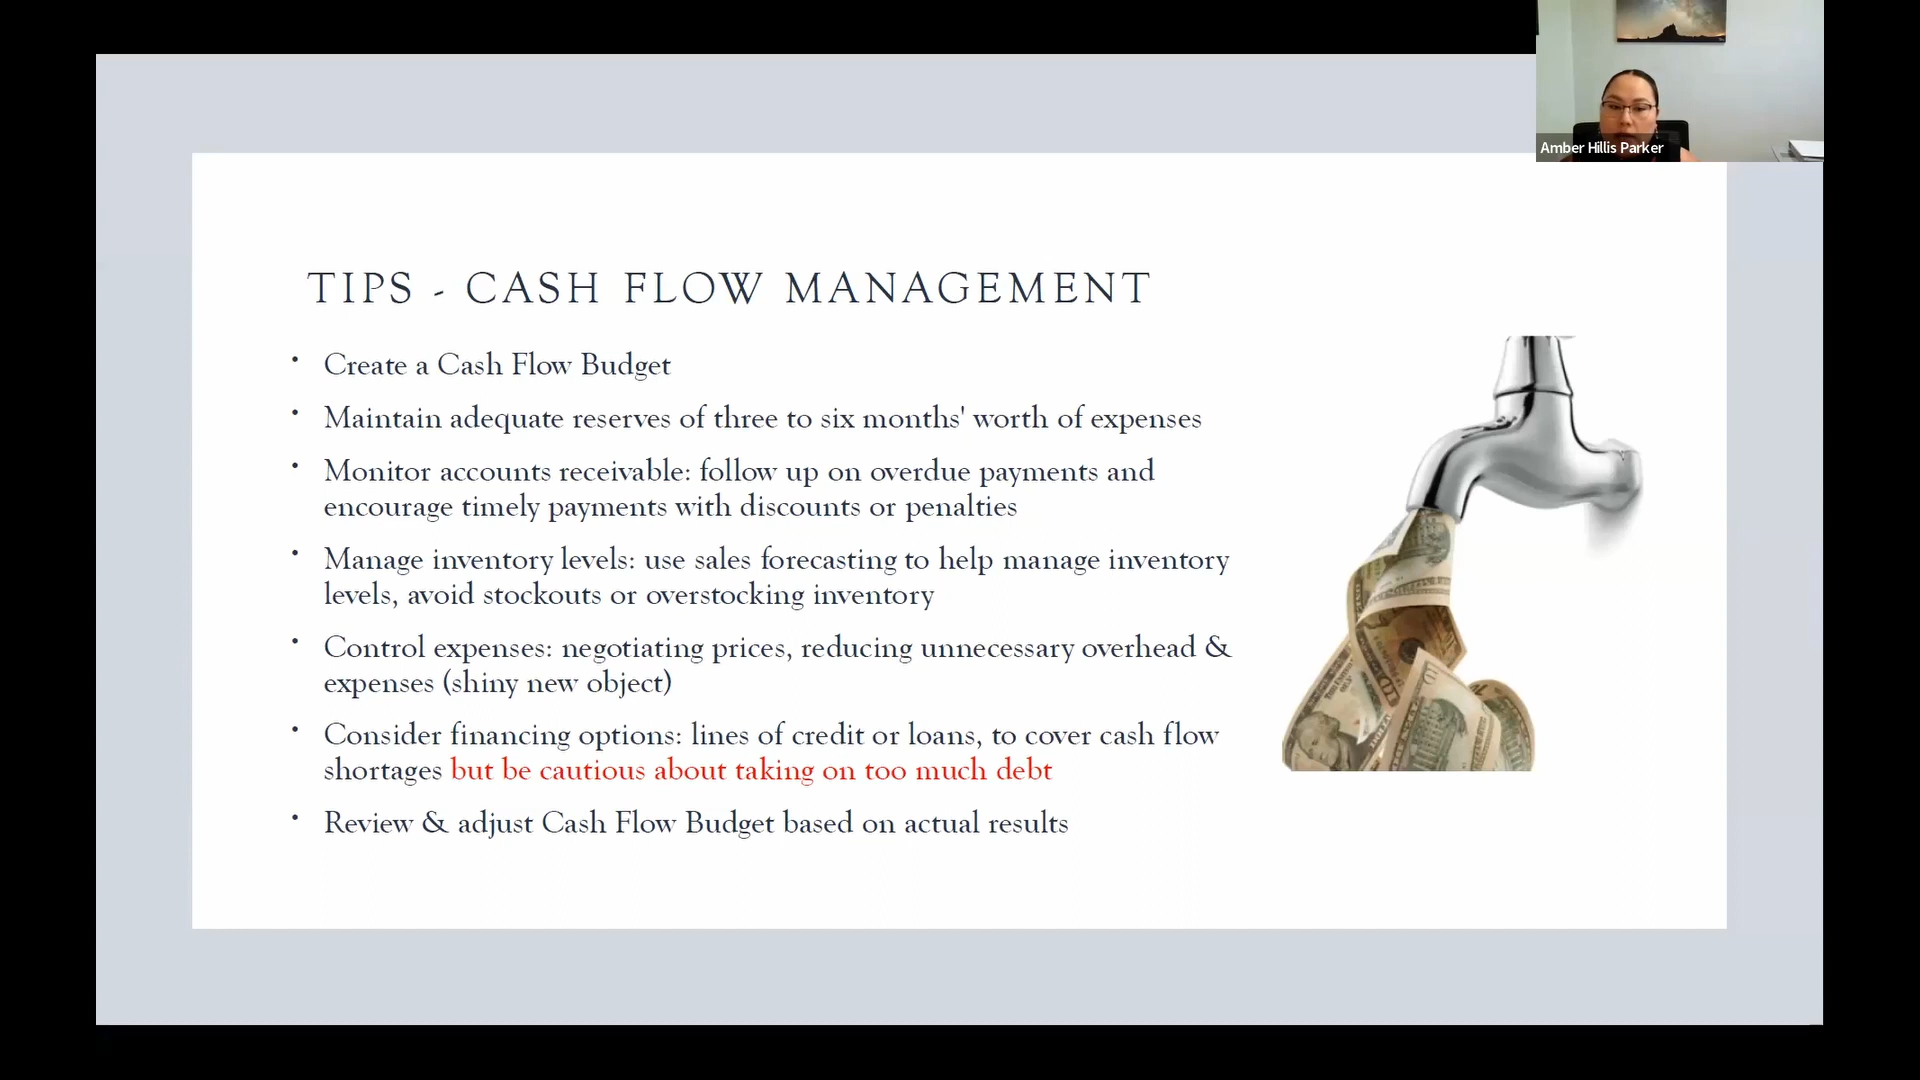 Amber Hillis Parker
TIPS - CASH FLOW MANAGEMENT
• Create a Cash Flow Budget
• Maintain adequate reserves of three to six months' worth of expenses
• Monitor accounts receivable: follow up on overdue payments and
encourage timely payments with discounts or penalties
• Manage inventory levels: use sales forecasting to help manage inventory
levels, avoid stockouts or overstocking inventory
• Control expenses: negotiating prices, reducing unnecessary overhead &
expenses (shiny new object)
• Consider financing options: lines of credit or loans, to cover cash flow
shortages but be cautious about taking on too much debt
• Review & adjust Cash Flow Budget based on actual results